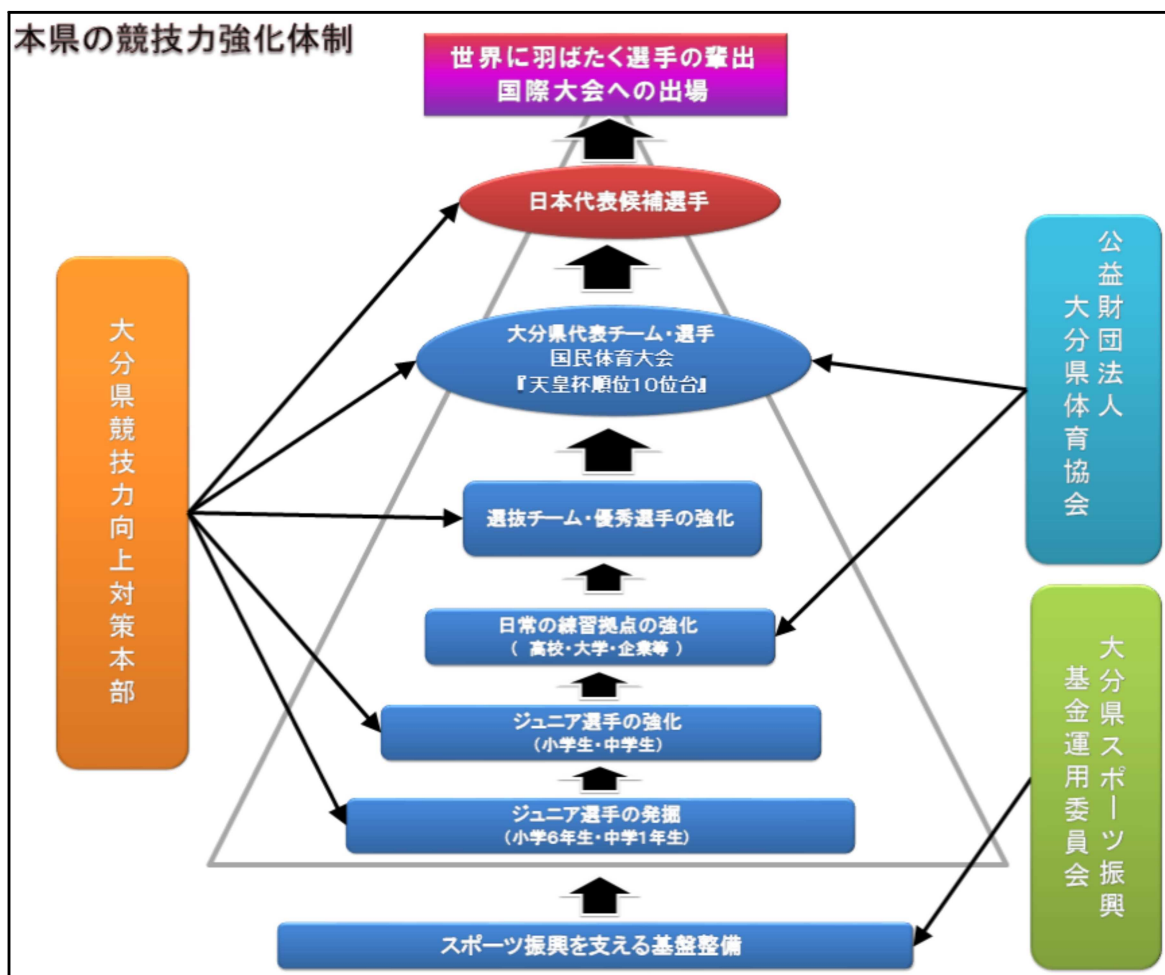 本県の競技力強化体制
世界に羽ばたく選手の輩出
国際大会への出場
日本代表候補選手
大分県代表チーム・選手
国民体育大会
『天皇杯順位10位台』
選抜チーム・優秀選手の強化
日常の練習拠点の強化
( 高校・大学・企業等 )
ジュニア選手の強化
(小学生・中学生)
ジュニア選手の発掘
(小学6年生・中学1年生)
スポーツ振興を支える基盤整備
大分県競技力向上対策本部
公益財団法人
大分県体育協会
大分県スポーツ振興
基金運用委員会